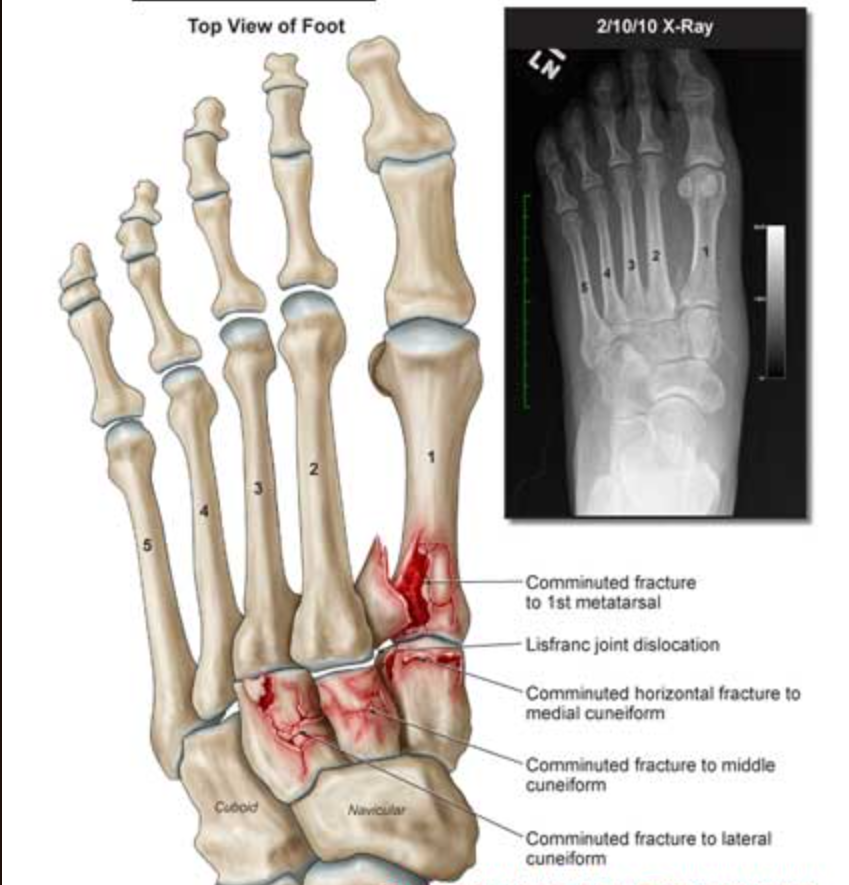 Top View of Foot
2/10/10 X-Ray
LN
5
4
3
2
1
5
4
3
2
1
Comminuted fracture
to 1st metatarsal
Lisfranc joint dislocation
Comminuted horizontal fracture to
medial cuneiform
Comminuted fracture to middle
cuneiform
Comminuted fracture to lateral
cuneiform
Cuboid
Navicular